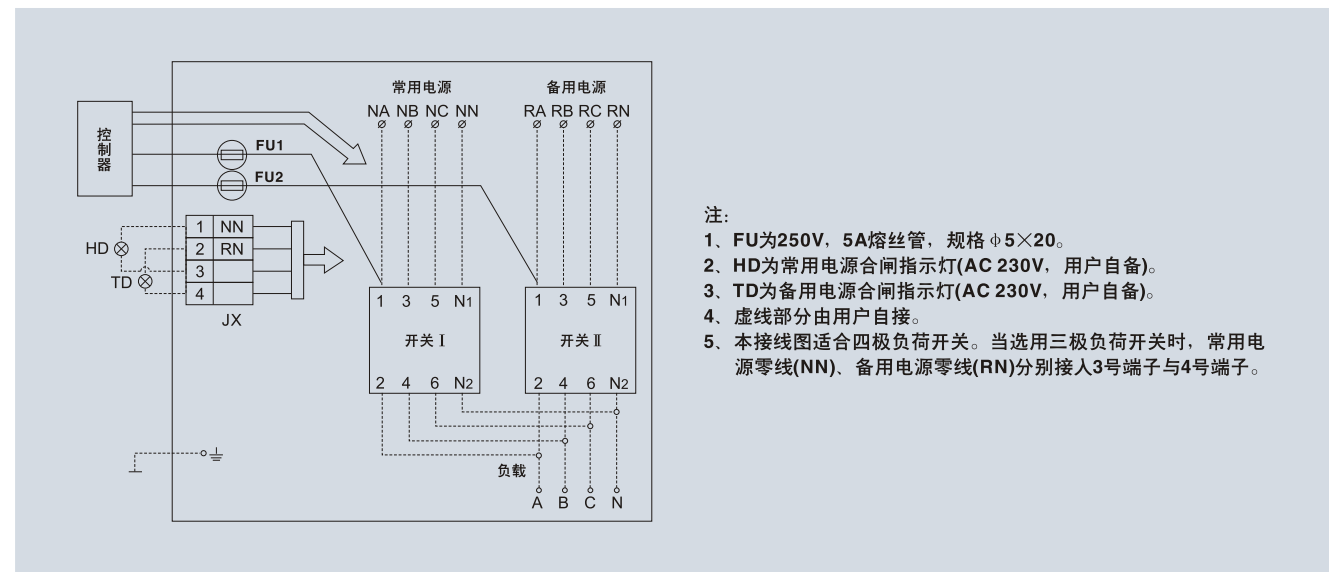 常用电源 备用电源
NA NB NC NN RA RB RC RN
控制器
FU1
FU2
1 NN
2 RN
3
4
HD
TD
JX
1 3 5 N1
开关 Ⅰ
2 4 6 N2
1 3 5 N1
开关 Ⅱ
2 4 6 N2
负载
A B C N
注：
1、FU为250V，5A熔丝管，规格φ5×20。
2、HD为常用电源合闸指示灯(AC 230V，用户自备)。
3、TD为备用电源合闸指示灯(AC 230V，用户自备)。
4、虚线部分由用户自接。
5、本接线图适合四极负荷开关。当选用三极负荷开关时，常用电
源零线(NN)、备用电源零线(RN)分别接入3号端子与4号端子。